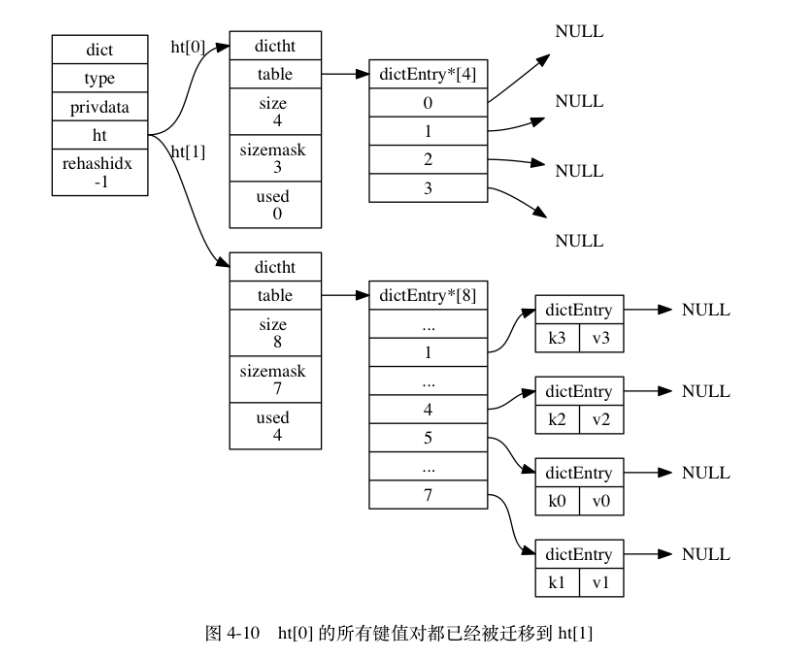 dict
type
privdata
ht
rehashidx
-1
ht[0]
ht[1]
dictht
table
size
4
sizemask
3
used
0
dictEntry*[4]
0
1
2
3
NULL
NULL
NULL
NULL
dictht
table
size
8
sizemask
7
used
4
dictEntry*[8]
...
1
...
4
5
...
7
dictEntry
k3 v3
NULL
dictEntry
k2 v2
NULL
dictEntry
k0 v0
NULL
dictEntry
k1 v1
NULL
图 4-10 ht[0] 的所有键值对都已经被迁移到 ht[1]